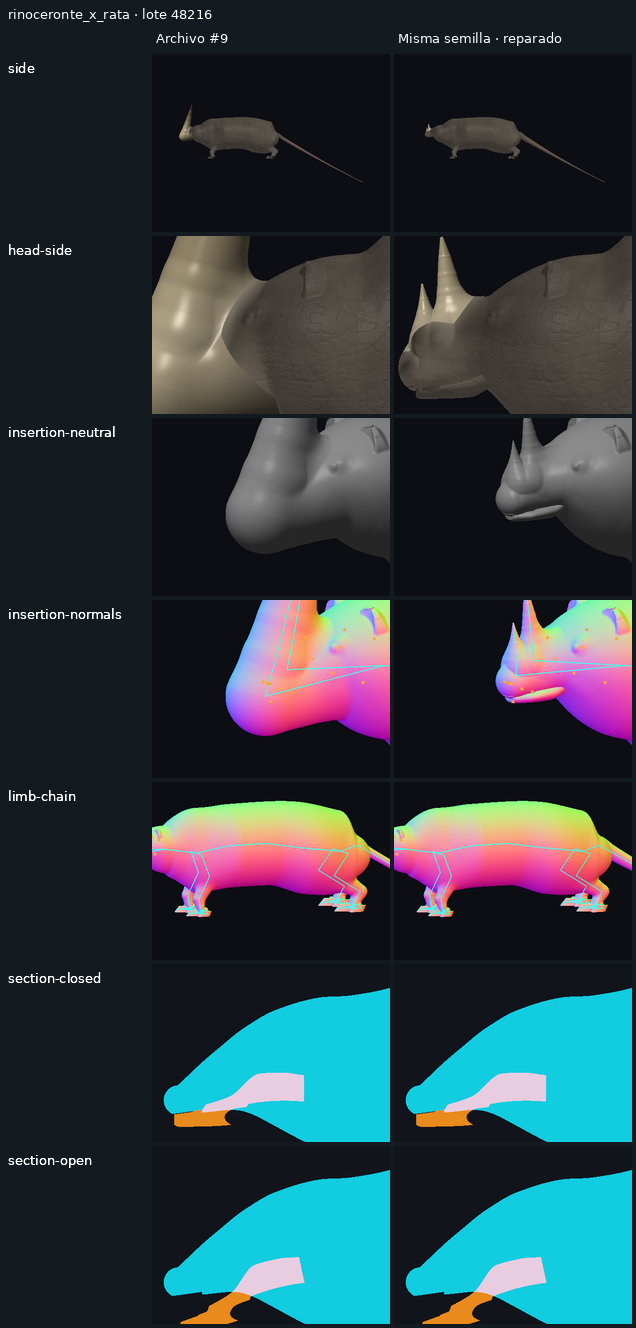 rinoceronte_x_rata · lote 48216
Archivo #9
Misma semilla · reparado
side
head-side
insertion-neutral
insertion-normals
limb-chain
section-closed
section-open